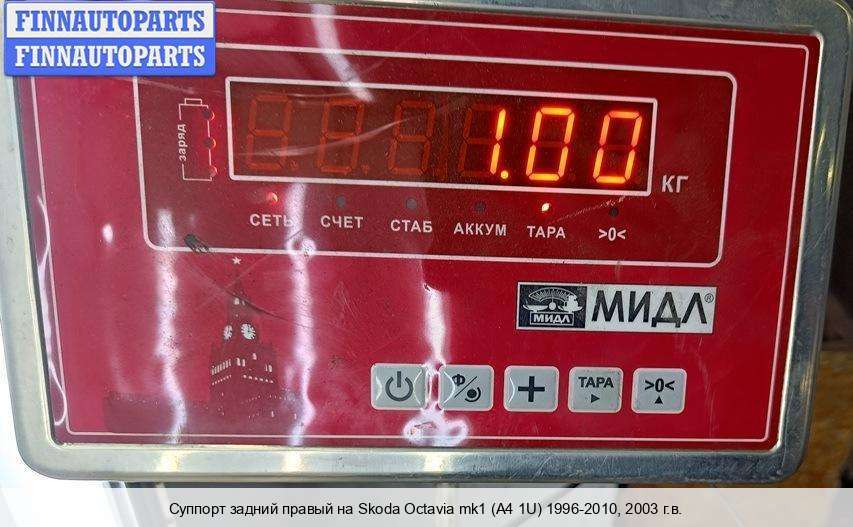 FINNAUTOPARTS
FINNAUTOPARTS
заряд
1.00
КГ
СЕТЬ СЧЕТ СТАБ АККУМ ТАРА >0<
МИДЛ МИДЛ®
Ф ТАРА >0<
Суппорт задний правый на Skoda Octavia mk1 (A4 1U) 1996-2010, 2003 г.в.